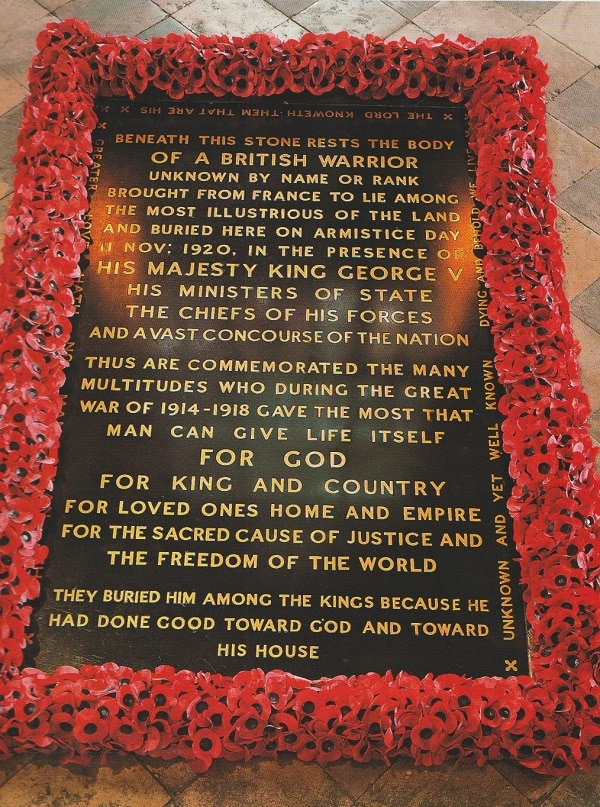 THE LORD KNOWETH THEM THAT ARE HIS
BENEATH THIS STONE RESTS THE BODY
OF A BRITISH WARRIOR
UNKNOWN BY NAME OR RANK
BROUGHT FROM FRANCE TO LIE AMONG
THE MOST ILLUSTRIOUS OF THE LAND
AND BURIED HERE ON ARMISTICE DAY
11 NOV: 1920, IN THE PRESENCE OF
HIS MAJESTY KING GEORGE V
HIS MINISTERS OF STATE
THE CHIEFS OF HIS FORCES
AND A VAST CONCOURSE OF THE NATION
THUS ARE COMMEMORATED THE MANY
MULTITUDES WHO DURING THE GREAT
WAR OF 1914-1918 GAVE THE MOST THAT
MAN CAN GIVE LIFE ITSELF
FOR GOD
FOR KING AND COUNTRY
FOR LOVED ONES HOME AND EMPIRE
FOR THE SACRED CAUSE OF JUSTICE AND
THE FREEDOM OF THE WORLD
THEY BURIED HIM AMONG THE KINGS BECAUSE HE
HAD DONE GOOD TOWARD GOD AND TOWARD
HIS HOUSE
GREATER
UNKNOWN AND YET WELL KNOWN DYING AND BEHOLD WE LIVE